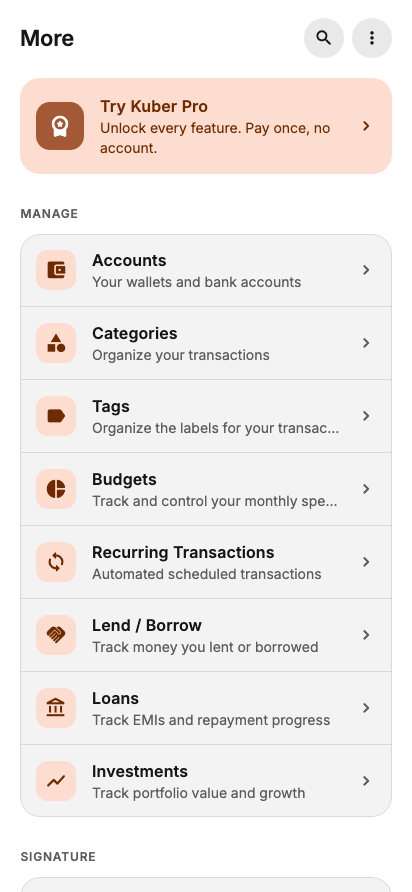 More
Try Kuber Pro
Unlock every feature. Pay once, no
account.
MANAGE
Accounts
Your wallets and bank accounts
Categories
Organize your transactions
Tags
Organize the labels for your transac...
Budgets
Track and control your monthly spe...
Recurring Transactions
Automated scheduled transactions
Lend / Borrow
Track money you lent or borrowed
Loans
Track EMIs and repayment progress
Investments
Track portfolio value and growth
SIGNATURE